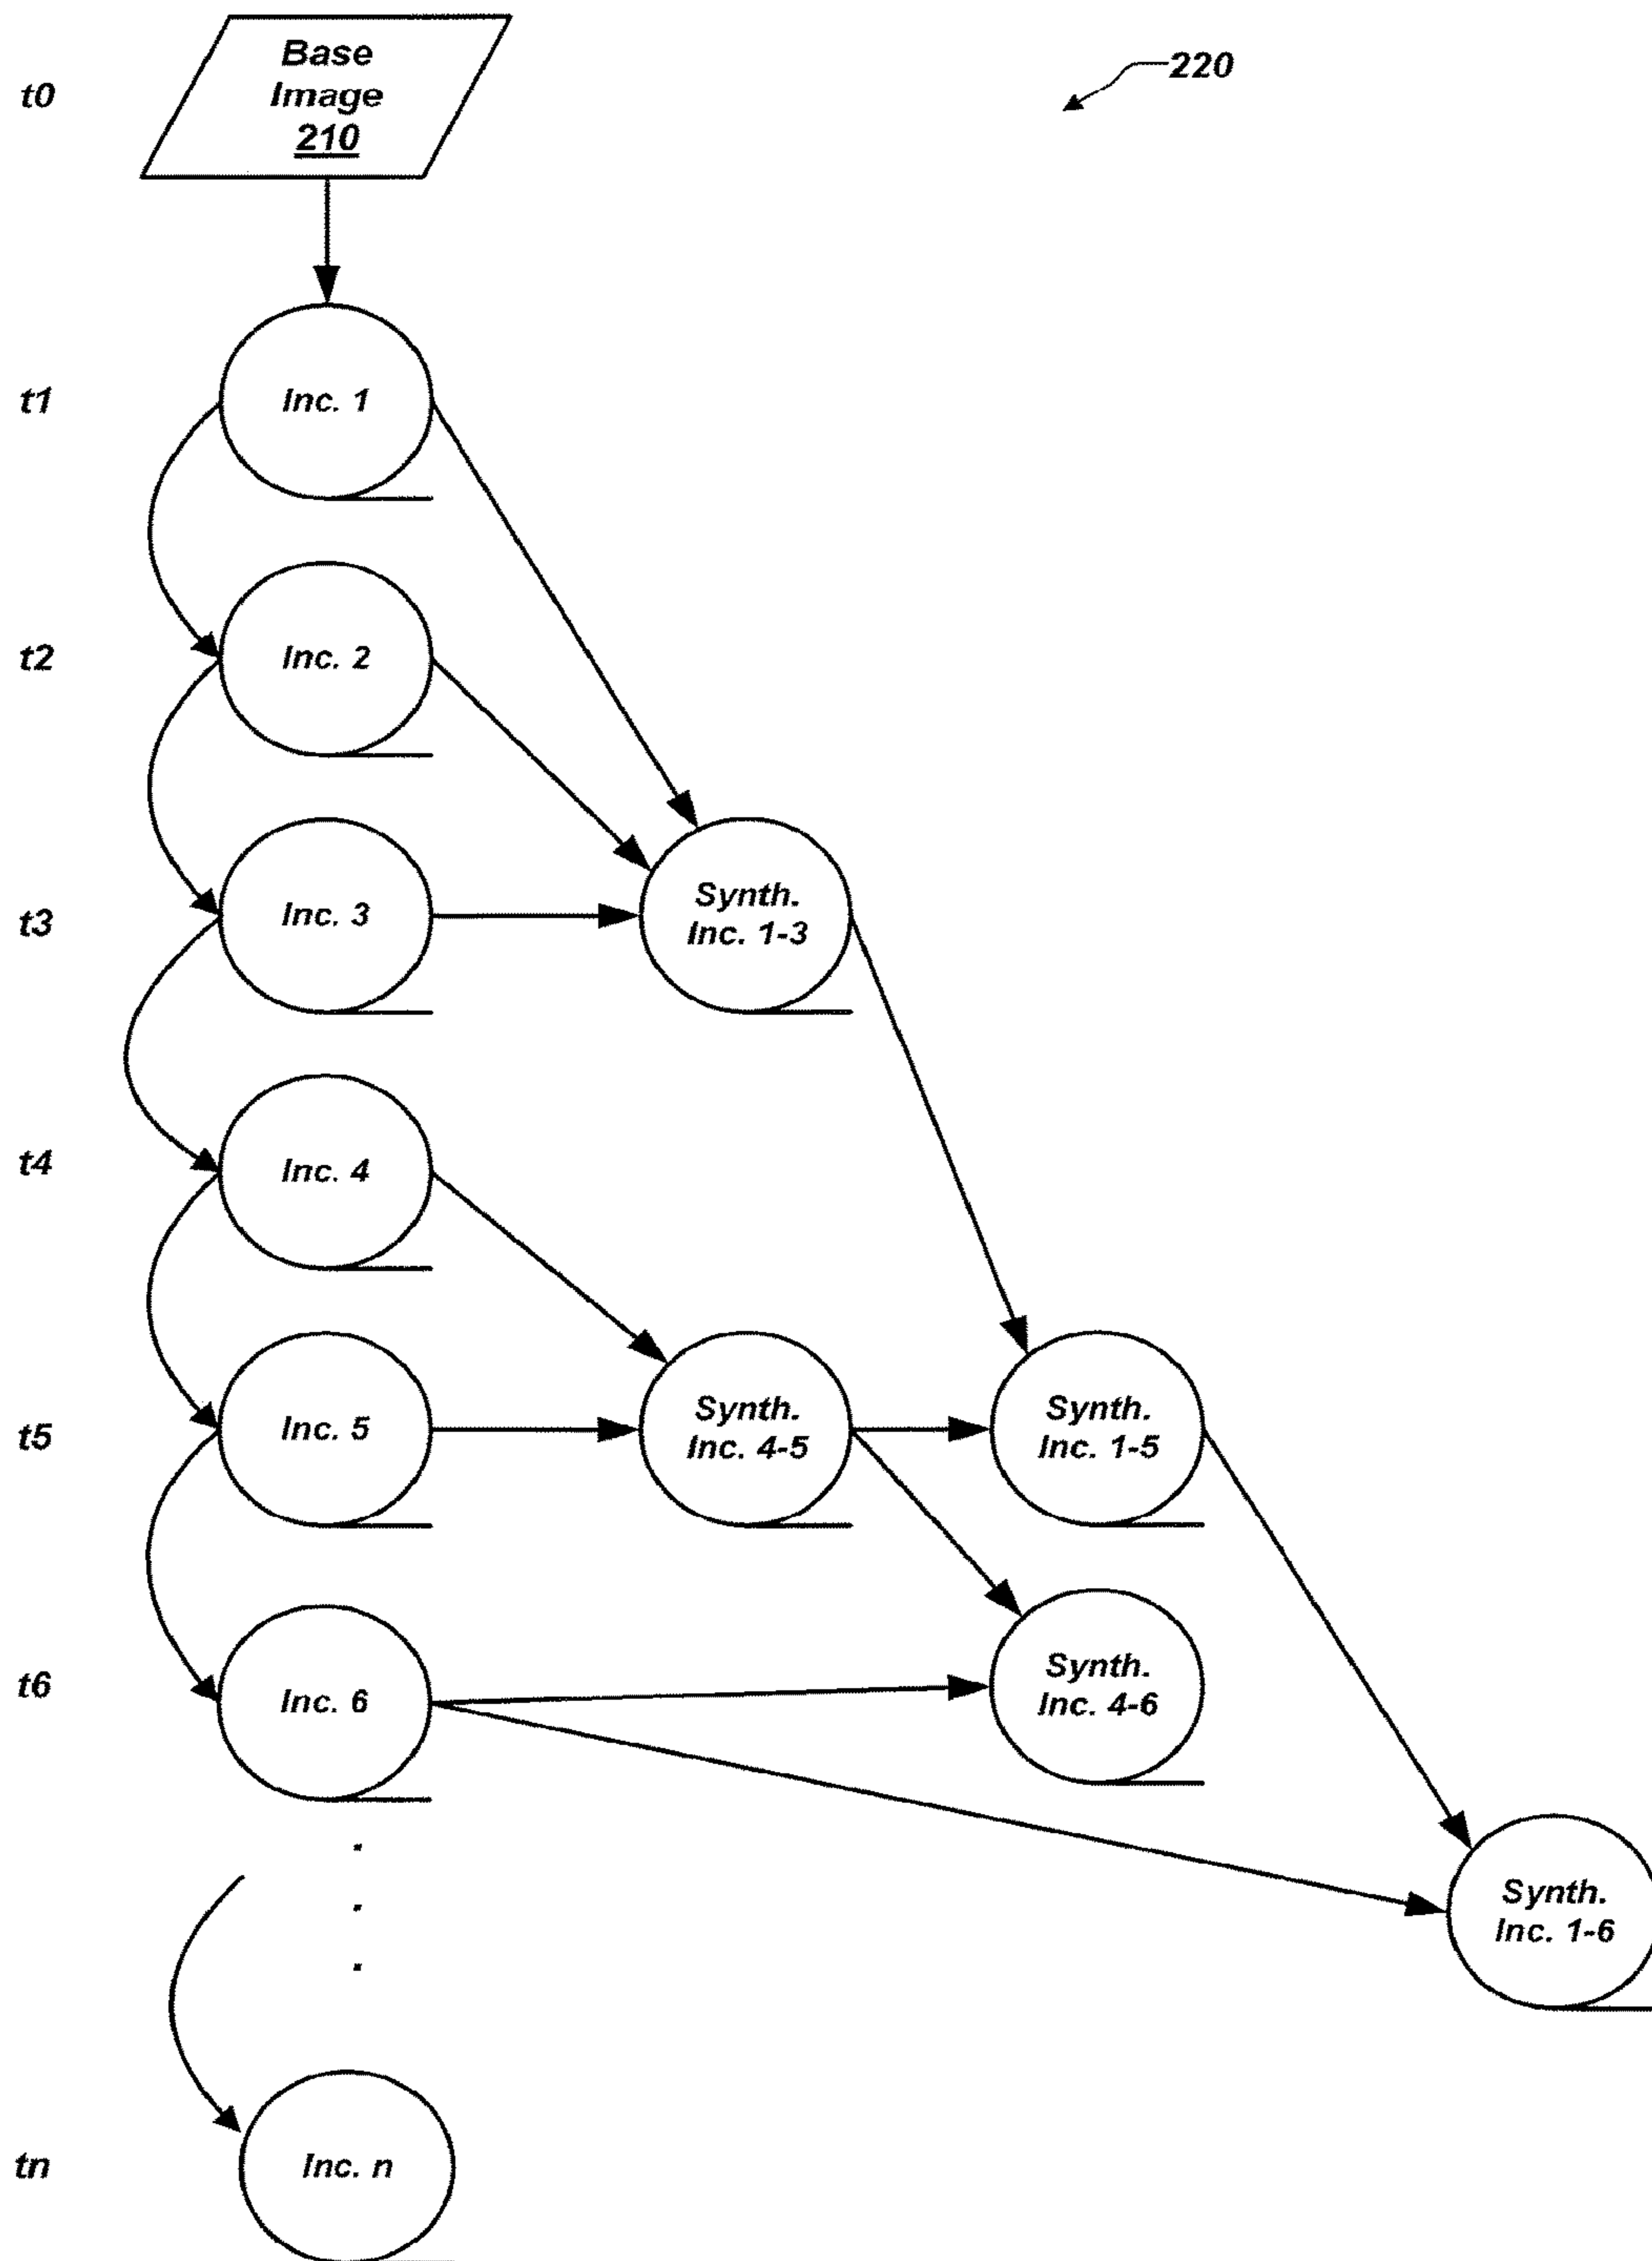 t0
Base
Image
210
220
t1
Inc. 1
t2
Inc. 2
t3
Inc. 3
Synth.
Inc. 1-3
t4
Inc. 4
t5
Inc. 5
Synth.
Inc. 4-5
Synth.
Inc. 1-5
t6
Inc. 6
Synth.
Inc. 4-6
Synth.
Inc. 1-6
.
.
.
tn
Inc. n